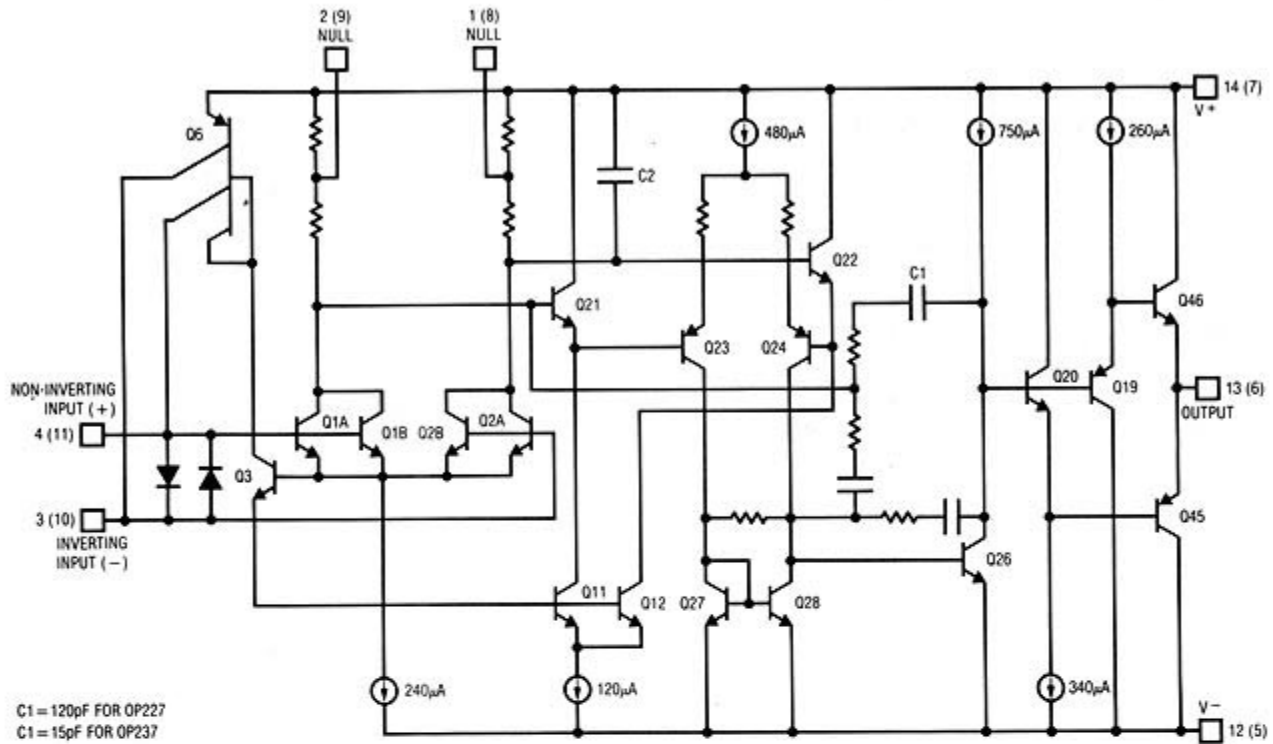 2 (9)
NULL
1 (8)
NULL
14 (7)
V+
Q6
480µA
750µA
260µA
C2
Q22
C1
Q21
Q46
Q23
Q24
Q20
Q19
13 (6)
OUTPUT
NON-INVERTING
INPUT (+)
4 (11)
Q1A
Q1B
Q2B
Q2A
Q3
3 (10)
INVERTING
INPUT (−)
Q45
Q26
Q11
Q12
Q27
Q28
240µA
120µA
340µA
V−
12 (5)
C1 = 120pF FOR OP227
C1 = 15pF FOR OP237